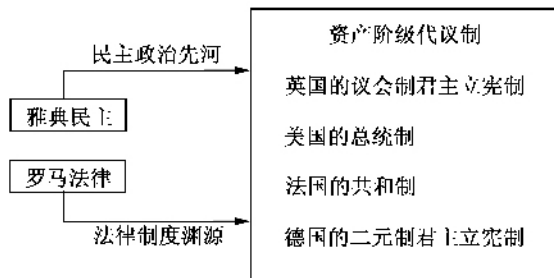 民主政治先河
雅典民主
罗马法律
法律制度渊源
资产阶级代议制
英国的议会制君主立宪制
美国的总统制
法国的共和制
德国的二元制君主立宪制